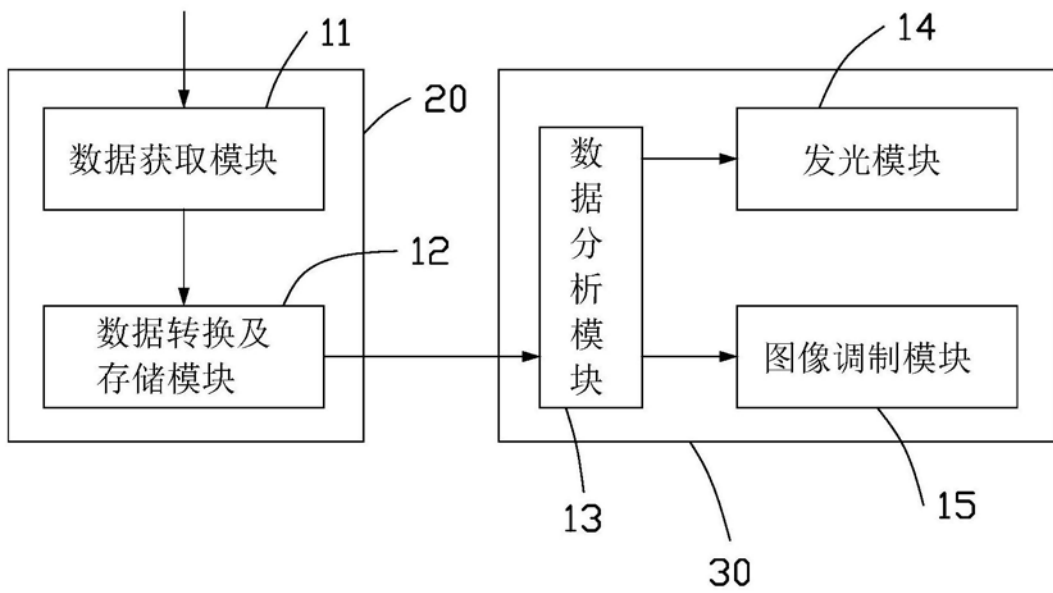 11
20
数据获取模块
12
数据转换及
存储模块
14
数据分析模块
发光模块
图像调制模块
13
15
30